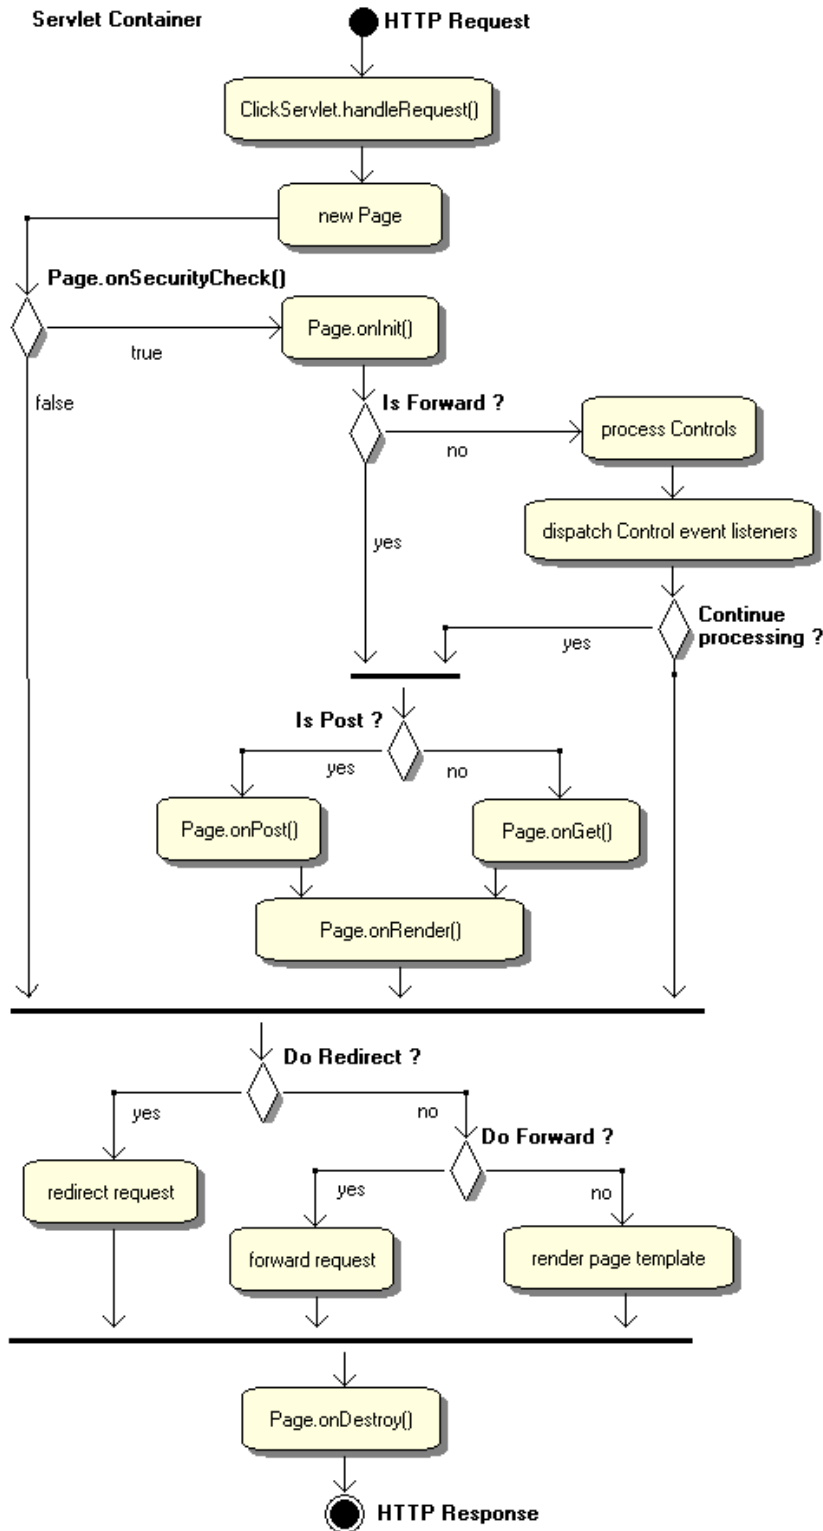 Servlet Container
HTTP Request
ClickServlet.handleRequest()
new Page
Page.onSecurityCheck()
Page.onInit()
true
false
Is Forward ?
process Controls
no
dispatch Control event listeners
yes
Continue
processing ?
yes
Is Post ?
yes
no
Page.onPost()
Page.onGet()
Page.onRender()
Do Redirect ?
yes
no
Do Forward ?
redirect request
yes
no
forward request
render page template
Page.onDestroy()
HTTP Response